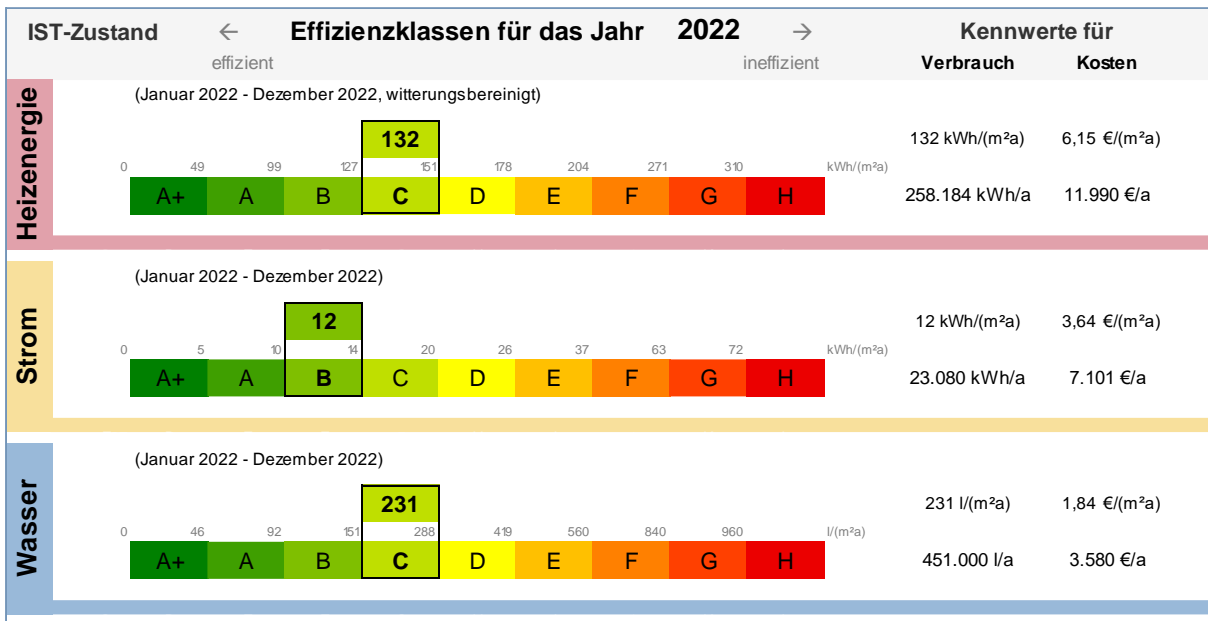 IST-Zustand ← Effizienzklassen für das Jahr 2022 → Kennwerte für
effizient ineffizient Verbrauch Kosten
Heizenergie
(Januar 2022 - Dezember 2022, witterungsbereinigt)
132 132 kWh/(m²a) 6,15 €/(m²a)
0 49 99 127 151 178 204 271 310 kWh/(m²a)
A+ A B C D E F G H 258.184 kWh/a 11.990 €/a
Strom
(Januar 2022 - Dezember 2022)
12 12 kWh/(m²a) 3,64 €/(m²a)
0 5 10 14 20 26 37 63 72 kWh/(m²a)
A+ A B C D E F G H 23.080 kWh/a 7.101 €/a
Wasser
(Januar 2022 - Dezember 2022)
231 231 l/(m²a) 1,84 €/(m²a)
0 46 92 151 288 419 560 840 960 l/(m²a)
A+ A B C D E F G H 451.000 l/a 3.580 €/a